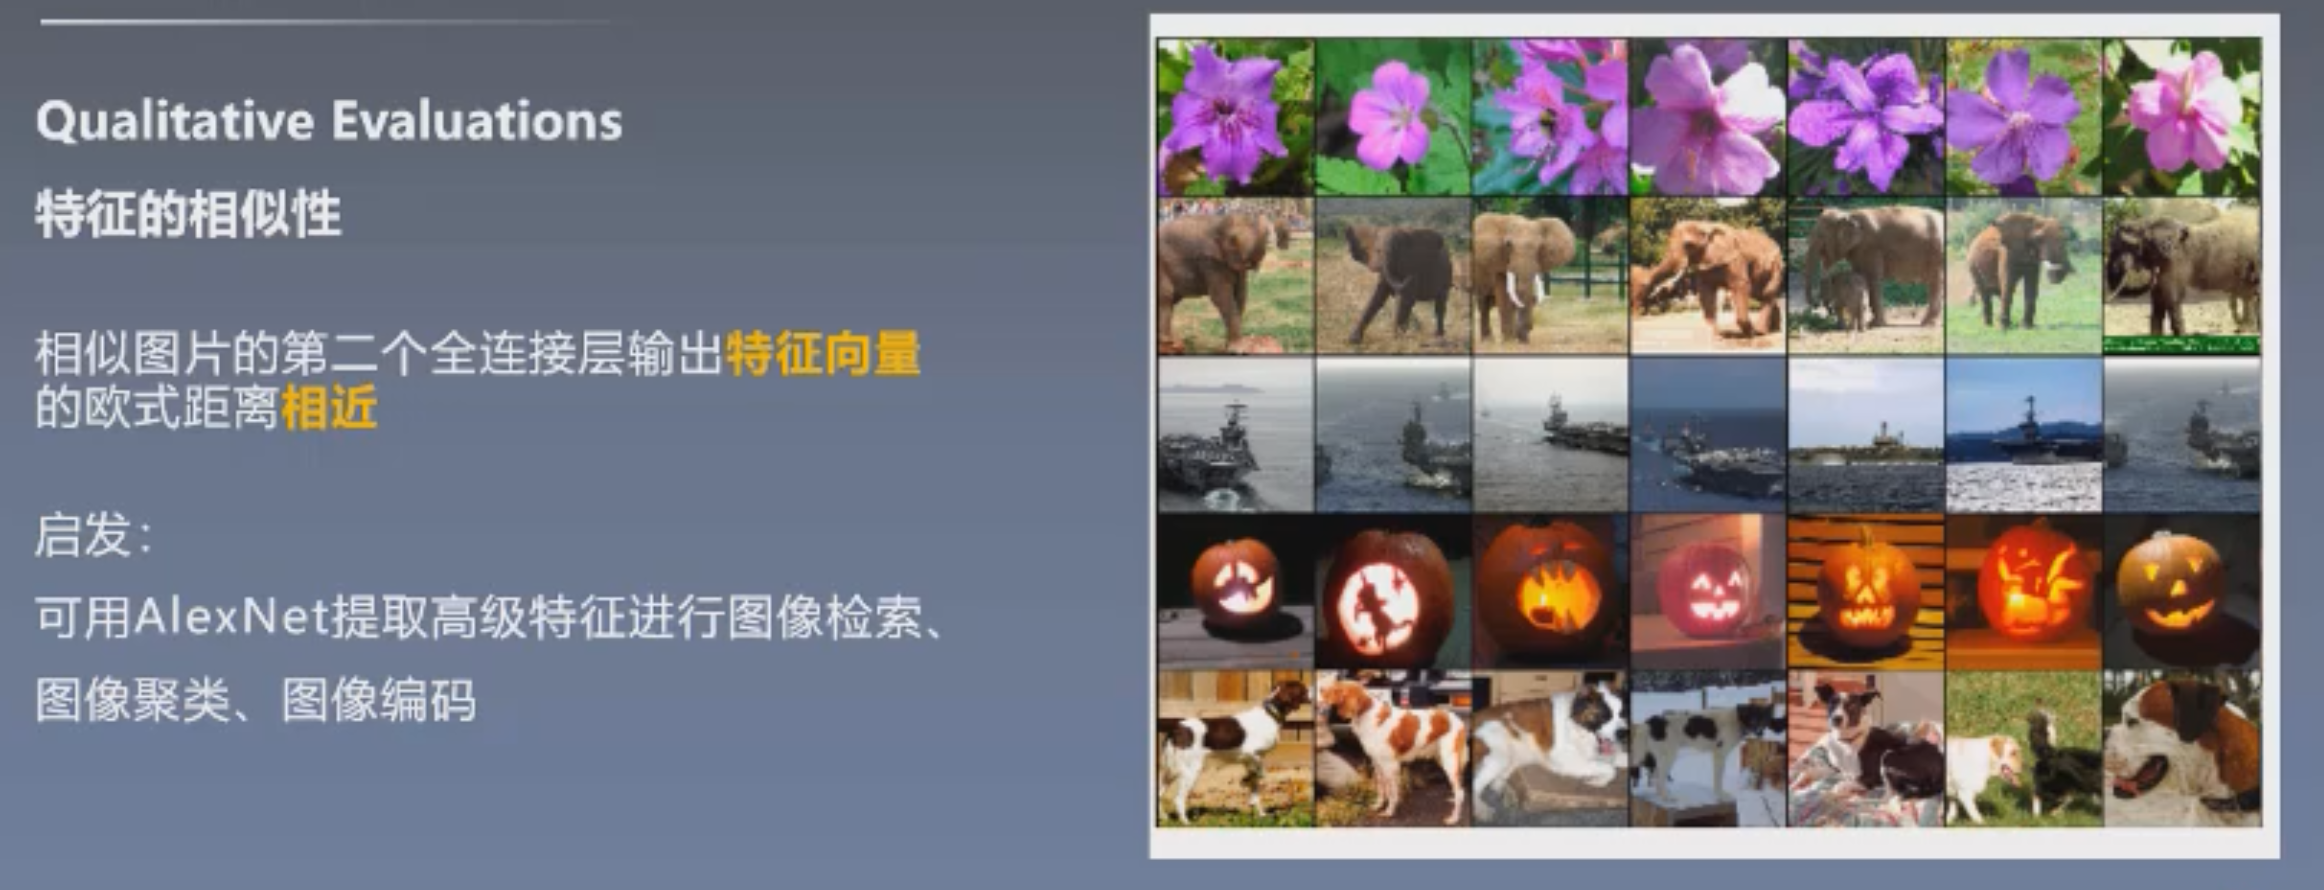 Qualitative Evaluations
特征的相似性
相似图片的第二个全连接层输出特征向量
的欧式距离相近
启发：
可用AlexNet提取高级特征进行图像检索、
图像聚类、图像编码